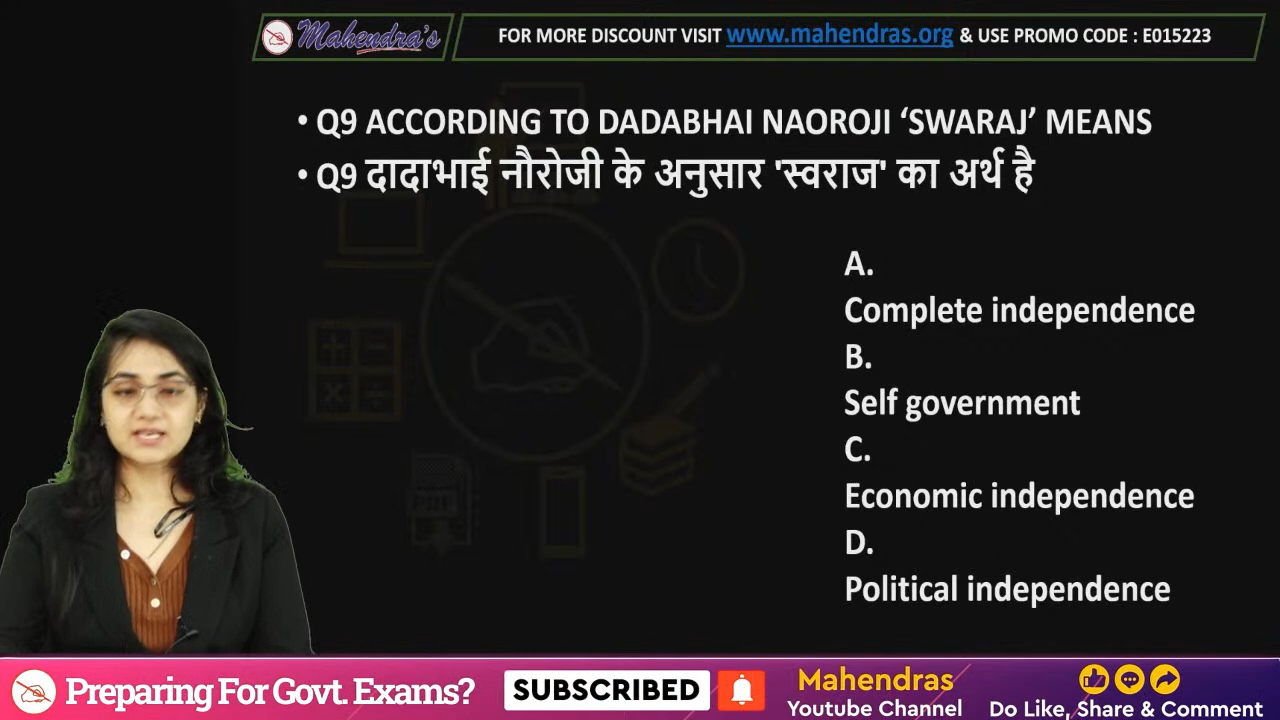 Mahendra's
FOR MORE DISCOUNT VISIT www.mahendras.org & USE PROMO CODE : E015223
• Q9 ACCORDING TO DADABHAI NAOROJI ‘SWARAJ’ MEANS
• Q9 दादाभाई नौरोजी के अनुसार 'स्वराज' का अर्थ है
A.
Complete independence
B.
Self government
C.
Economic independence
D.
Political independence
Preparing For Govt. Exams?
SUBSCRIBED
Mahendras
Youtube Channel
Do Like, Share & Comment